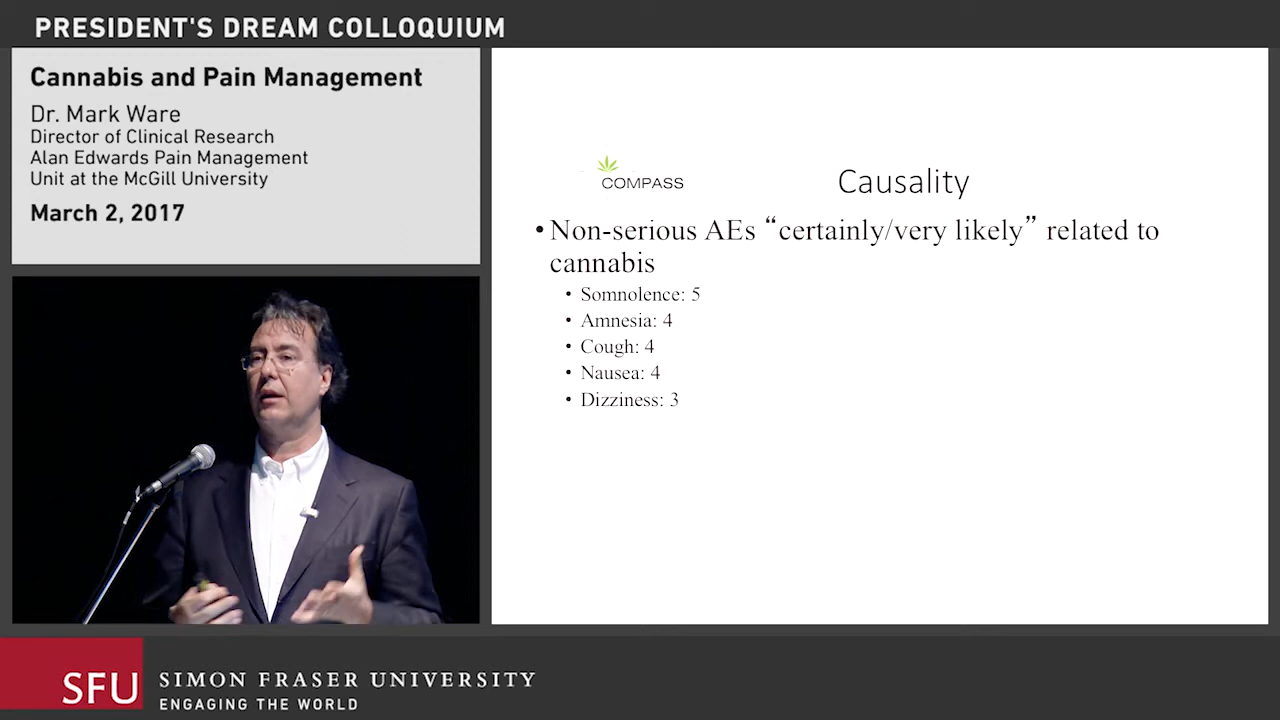 PRESIDENT'S DREAM COLLOQUIUM
Cannabis and Pain Management
Dr. Mark Ware
Director of Clinical Research
Alan Edwards Pain Management
Unit at the McGill University
March 2, 2017
COMPASS
Causality
• Non-serious AEs “certainly/very likely” related to
cannabis
• Somnolence: 5
• Amnesia: 4
• Cough: 4
• Nausea: 4
• Dizziness: 3
SFU
SIMON FRASER UNIVERSITY
ENGAGING THE WORLD